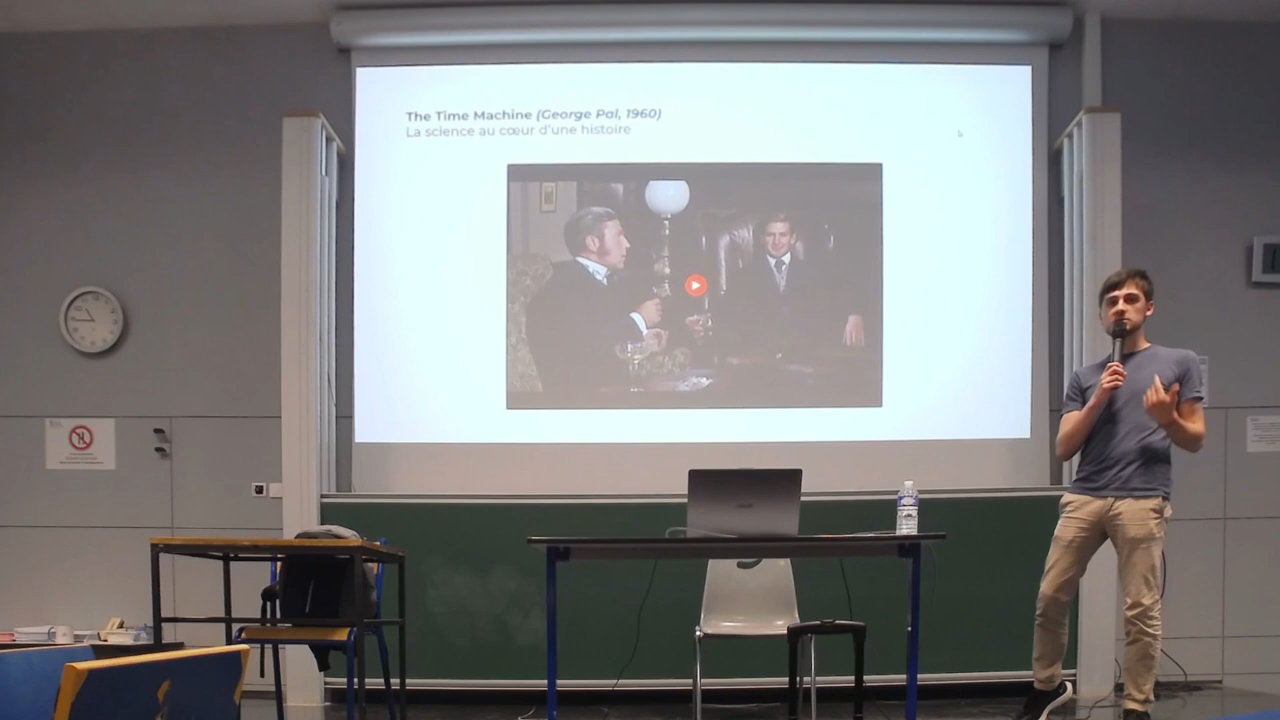 The Time Machine (George Pal, 1960)
La science au cœur d'une histoire